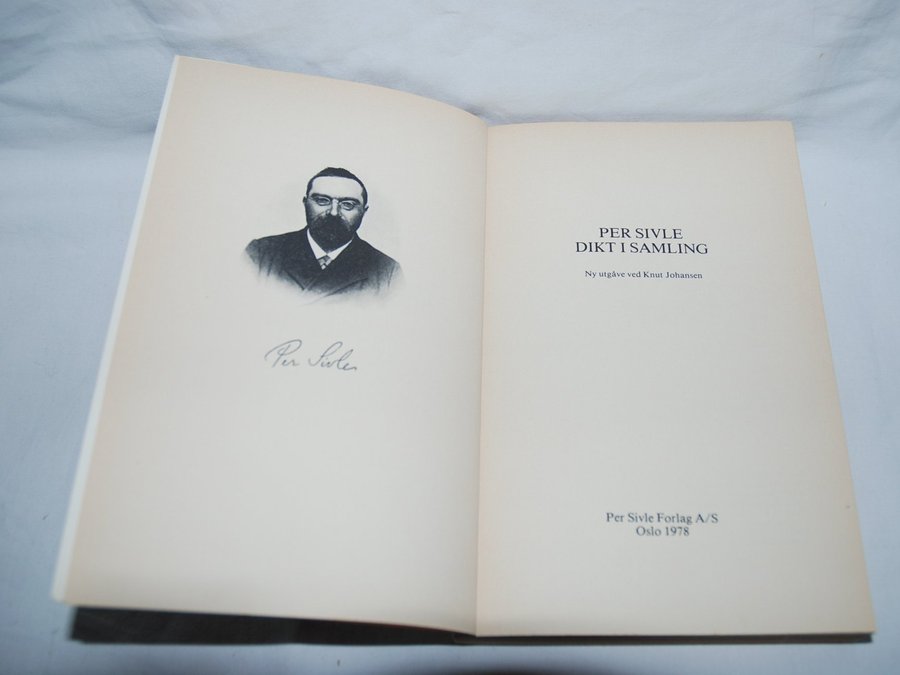 Per Sivle
PER SIVLE
DIKT I SAMLING
Ny utgåve ved Knut Johansen
Per Sivle Forlag A/S
Oslo 1978